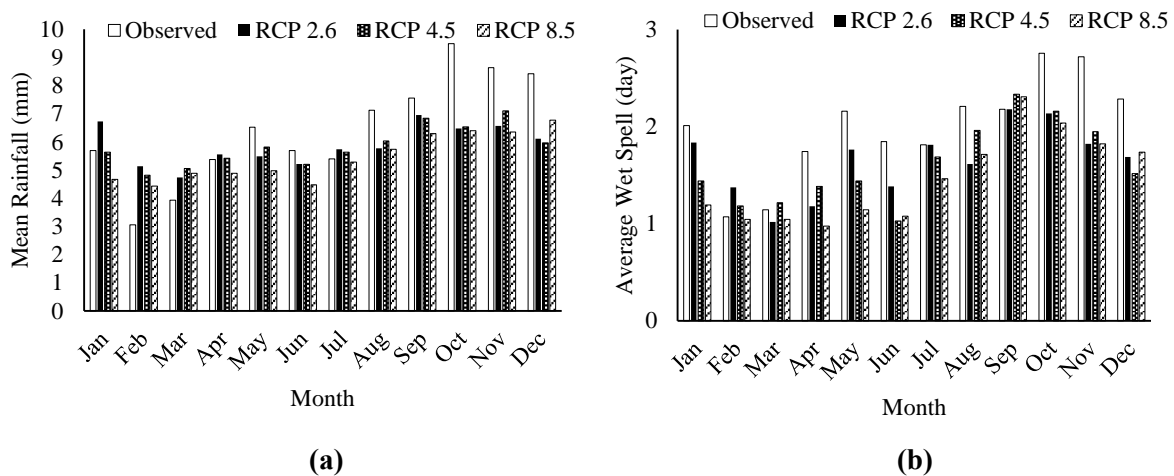 Observed RCP 2.6 RCP 4.5 RCP 8.5
Mean Rainfall (mm)
10
9
8
7
6
5
4
3
2
1
0
Jan Feb Mar Apr May Jun Jul Aug Sep Oct Nov Dec
Month
(a)
Observed RCP 2.6 RCP 4.5 RCP 8.5
Average Wet Spell (day)
3
2
1
0
Jan Feb Mar Apr May Jun Jul Aug Sep Oct Nov Dec
Month
(b)